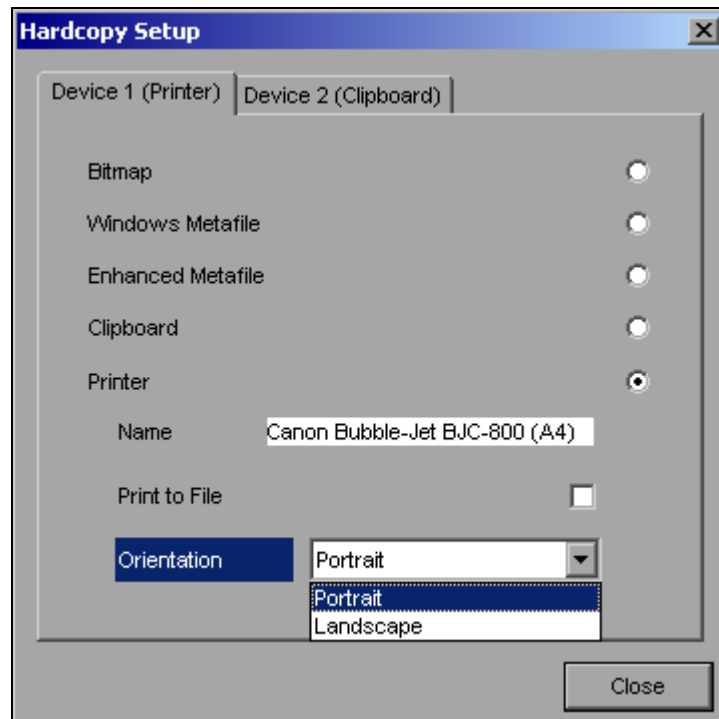 Hardcopy Setup
Device 1 (Printer) Device 2 (Clipboard)
Bitmap
Windows Metafile
Enhanced Metafile
Clipboard
Printer
Name Canon Bubble-Jet BJC-800 (A4)
Print to File
Orientation Portrait
Portrait
Landscape
Close